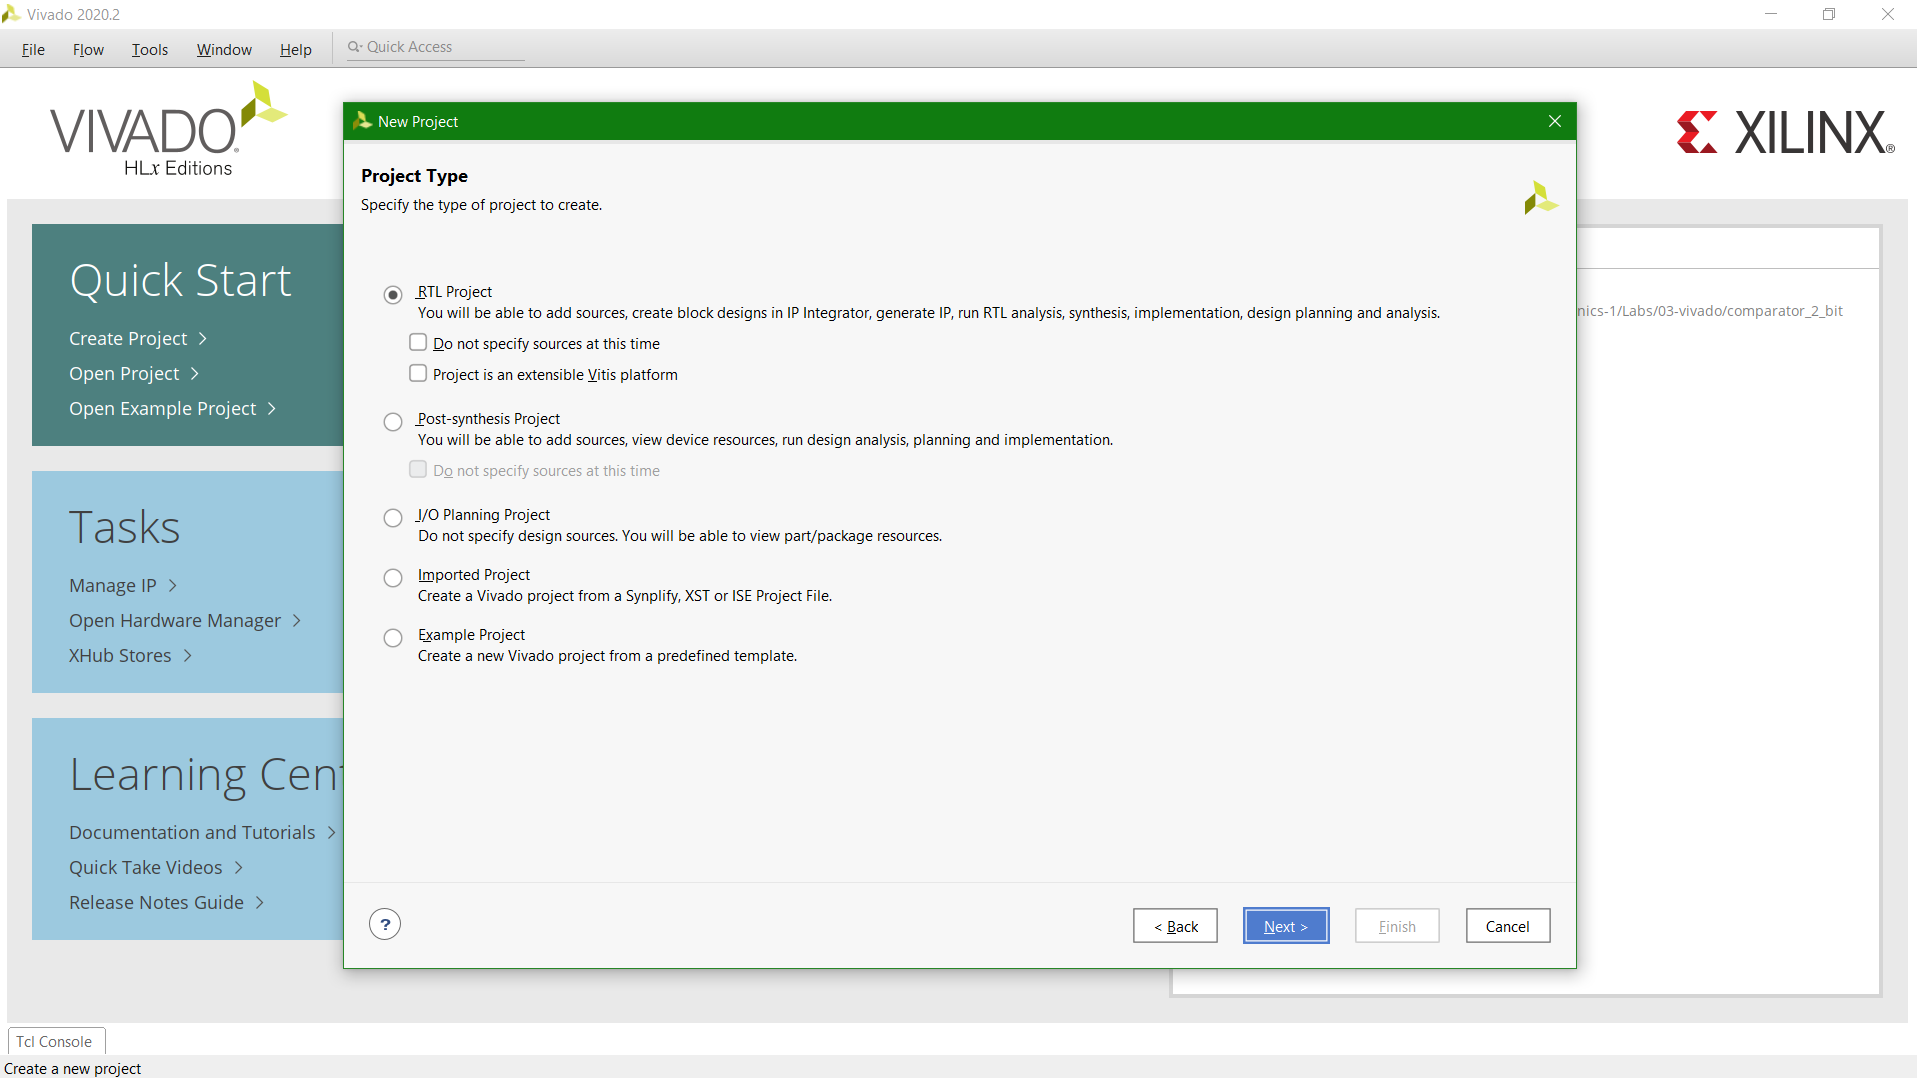 Vivado 2020.2
File Flow Tools Window Help Quick Access
VIVADO®
HLx Editions
XILINX®
New Project
Project Type
Specify the type of project to create.
RTL Project
You will be able to add sources, create block designs in IP Integrator, generate IP, run RTL analysis, synthesis, implementation, design planning and analysis.
Do not specify sources at this time
Project is an extensible Vitis platform
Post-synthesis Project
You will be able to add sources, view device resources, run design analysis, planning and implementation.
Do not specify sources at this time
I/O Planning Project
Do not specify design sources. You will be able to view part/package resources.
Imported Project
Create a Vivado project from a Synplify, XST or ISE Project File.
Example Project
Create a new Vivado project from a predefined template.
?
< Back Next > Finish Cancel
Quick Start
Create Project >
Open Project >
Open Example Project >
Tasks
Manage IP >
Open Hardware Manager >
XHub Stores >
Learning Cent
Documentation and Tutorials >
Quick Take Videos >
Release Notes Guide >
nics-1/Labs/03-vivado/comparator_2_bit
Tcl Console
Create a new project